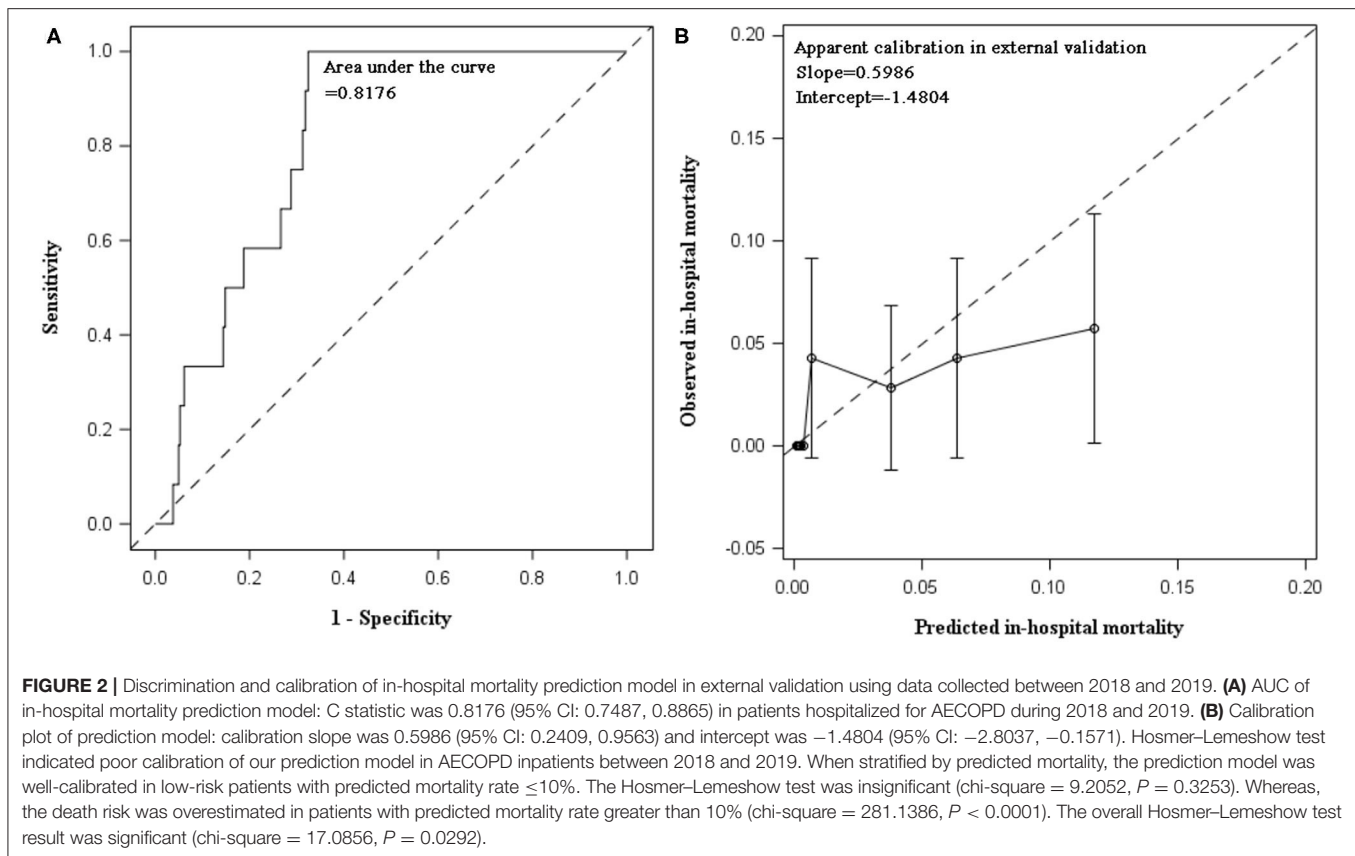 A
Area under the curve
=0.8176
1.0
0.8
0.6
0.4
0.2
0.0
Sensitivity
0.0 0.2 0.4 0.6 0.8 1.0
1 - Specificity
B
Apparent calibration in external validation
Slope=0.5986
Intercept=-1.4804
0.20
0.15
0.10
0.05
0.00
-0.05
Observed in-hospital mortality
0.00 0.05 0.10 0.15 0.20
Predicted in-hospital mortality
FIGURE 2 | Discrimination and calibration of in-hospital mortality prediction model in external validation using data collected between 2018 and 2019. (A) AUC of
in-hospital mortality prediction model: C statistic was 0.8176 (95% CI: 0.7487, 0.8865) in patients hospitalized for AECOPD during 2018 and 2019. (B) Calibration
plot of prediction model: calibration slope was 0.5986 (95% CI: 0.2409, 0.9563) and intercept was −1.4804 (95% CI: −2.8037, −0.1571). Hosmer–Lemeshow test
indicated poor calibration of our prediction model in AECOPD inpatients between 2018 and 2019. When stratified by predicted mortality, the prediction model was
well-calibrated in low-risk patients with predicted mortality rate ≤10%. The Hosmer–Lemeshow test was insignificant (chi-square = 9.2052, P = 0.3253). Whereas,
the death risk was overestimated in patients with predicted mortality rate greater than 10% (chi-square = 281.1386, P < 0.0001). The overall Hosmer–Lemeshow test
result was significant (chi-square = 17.0856, P = 0.0292).